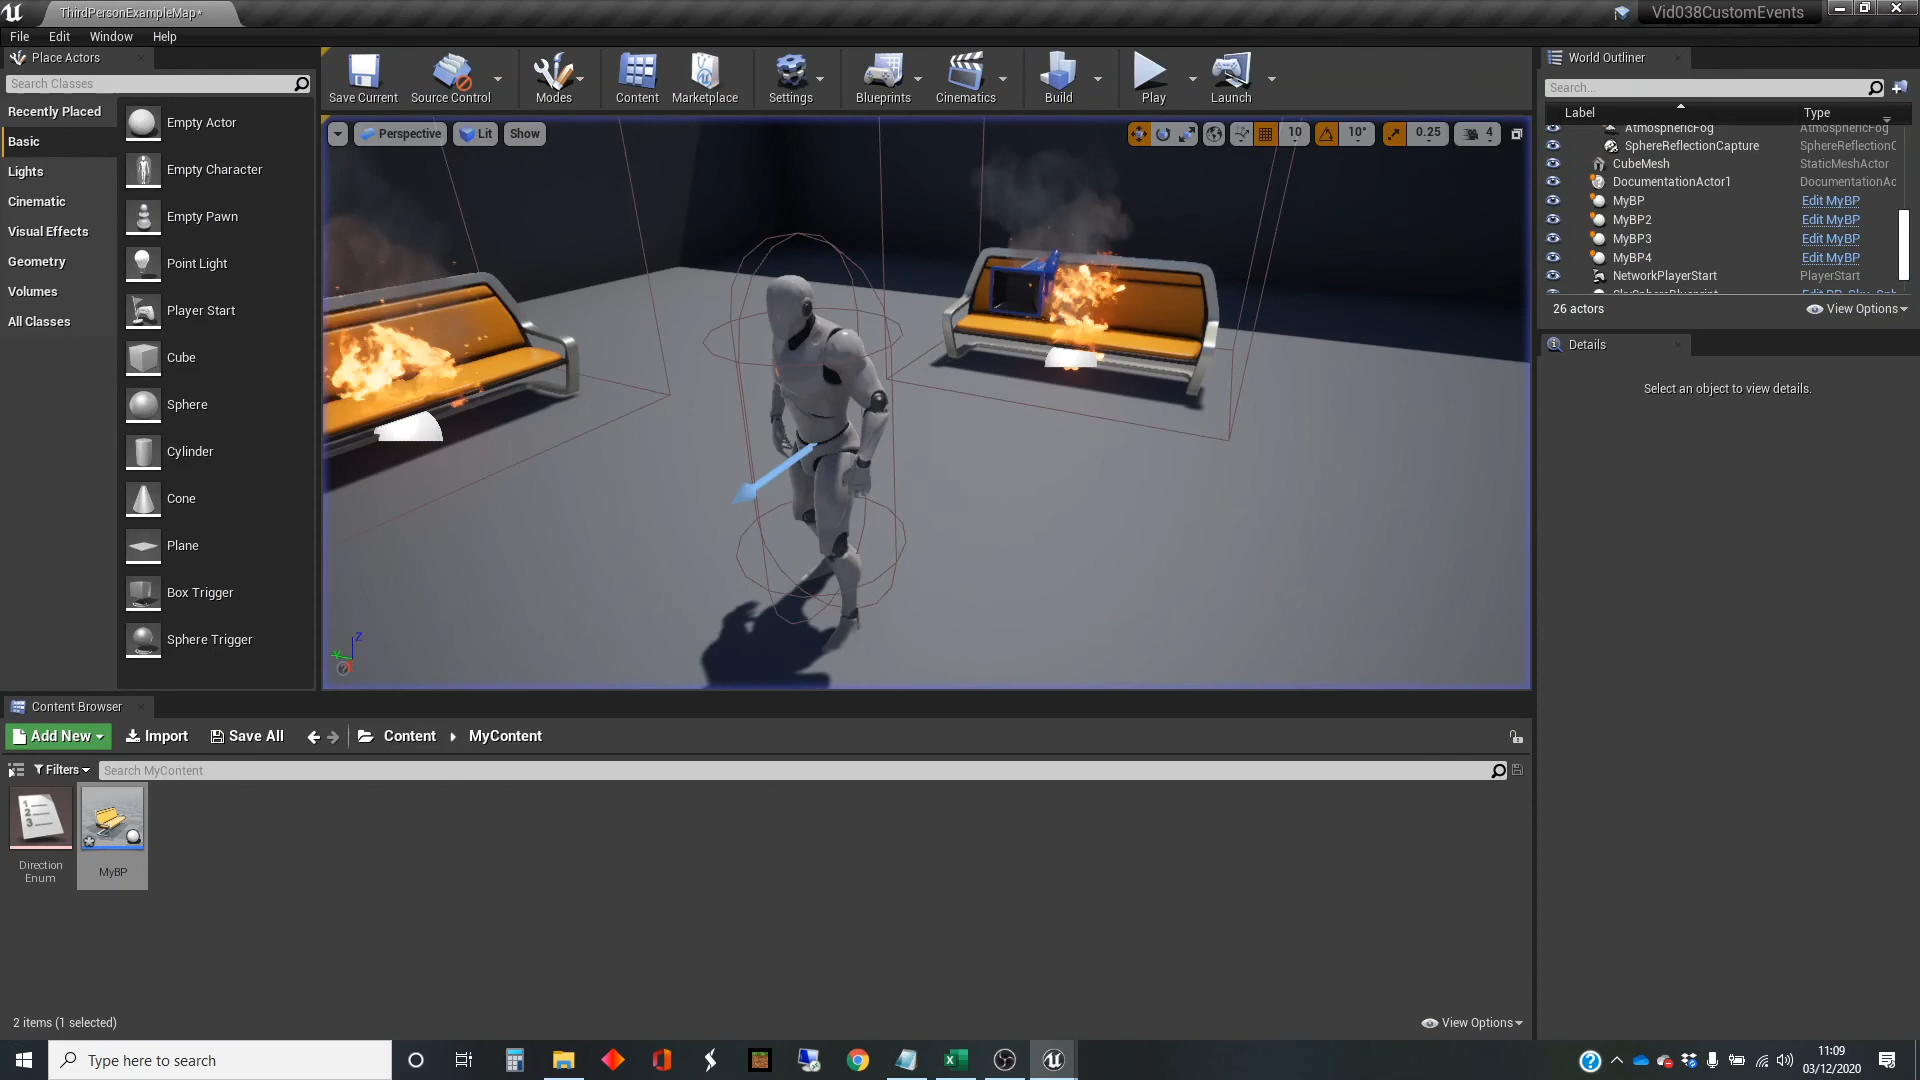 ThirdPersonExampleMap*
Vid038CustomEvents
File
Edit
Window
Help
Place Actors
Search Classes
Recently Placed
Basic
Lights
Cinematic
Visual Effects
Geometry
Volumes
All Classes
Empty Actor
Empty Character
Empty Pawn
Point Light
Player Start
Cube
Sphere
Cylinder
Cone
Plane
Box Trigger
Sphere Trigger
Save Current
Source Control
Modes
Content
Marketplace
Settings
Blueprints
Cinematics
Build
Play
Launch
Perspective
Lit
Show
10
10°
0.25
4
Z
Y
World Outliner
Search...
Label
Type
AtmosphericFog AtmosphericFog
SphereReflectionCapture SphereReflectionC
CubeMesh StaticMeshActor
DocumentationActor1 DocumentationAc
MyBP Edit MyBP
MyBP2 Edit MyBP
MyBP3 Edit MyBP
MyBP4 Edit MyBP
NetworkPlayerStart PlayerStart
26 actors
View Options
Details
Select an object to view details.
Content Browser
Add New
Import
Save All
Content
MyContent
Filters
Search MyContent
Direction
Enum
MyBP
2 items (1 selected)
View Options
Type here to search
11:09
03/12/2020